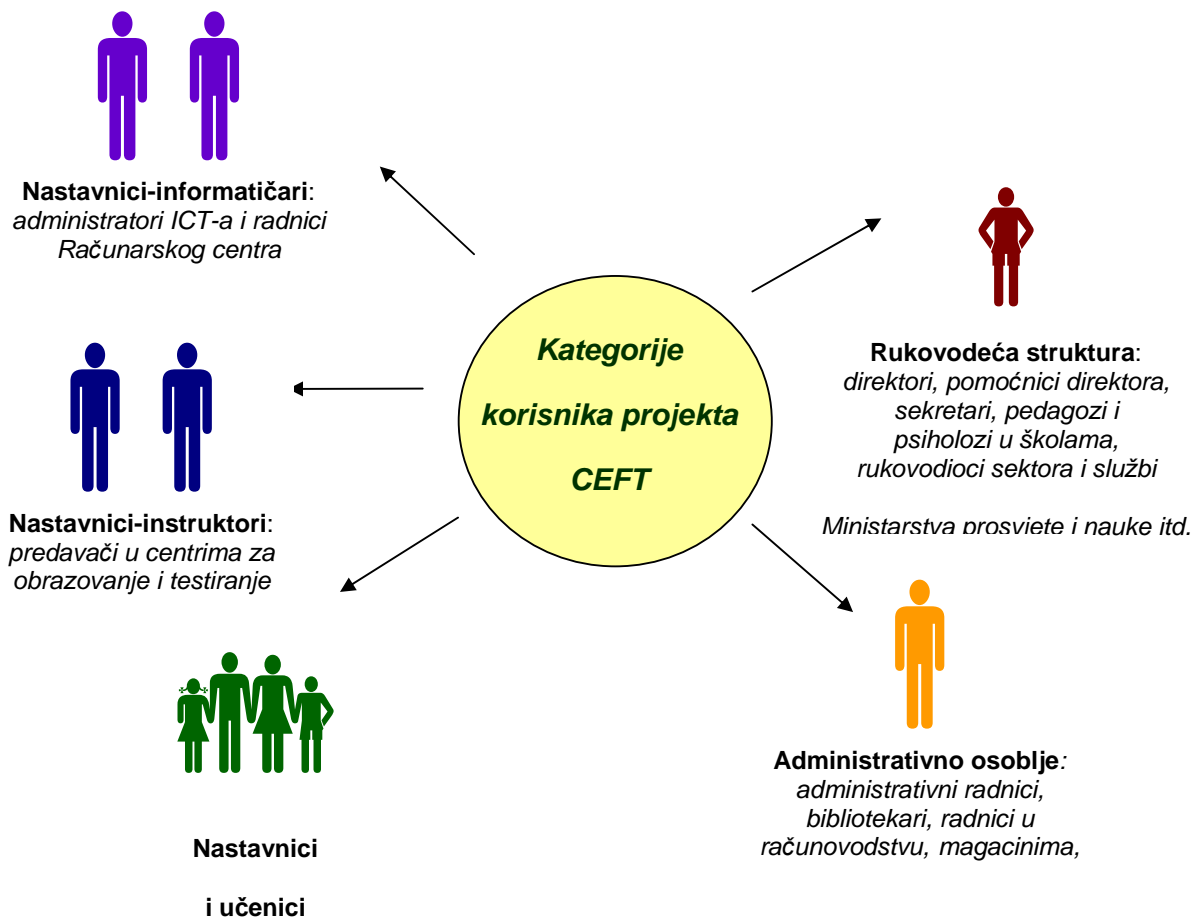 Nastavnici-informatičari:
administratori ICT-a i radnici
Računarskog centra
Kategorije
korisnika projekta
CEFT
Rukovodeća struktura:
direktori, pomoćnici direktora,
sekretari, pedagozi i
psiholozi u školama,
rukovodioci sektora i službi
Ministarstva prosvjete i nauke itd.
Nastavnici-instruktori:
predavači u centrima za
obrazovanje i testiranje
Administrativno osoblje:
administrativni radnici,
bibliotekari, radnici u
računovodstvu, magacinima,
Nastavnici
i učenici